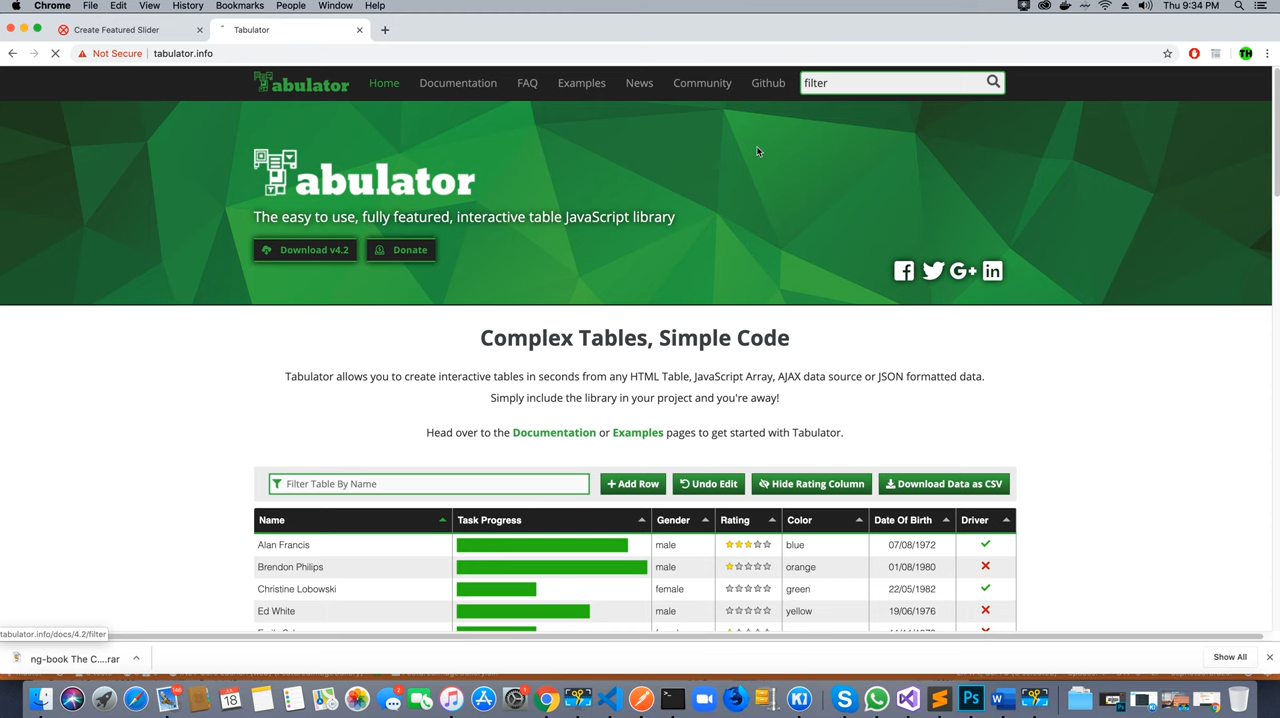 Chrome File Edit View History Bookmarks People Window Help Thu 9:34 PM
Create Featured Slider Tabulator
Not Secure tabulator.info TH
Tabulator Home Documentation FAQ Examples News Community Github filter
Tabulator
The easy to use, fully featured, interactive table JavaScript library
Download v4.2 Donate
Complex Tables, Simple Code
Tabulator allows you to create interactive tables in seconds from any HTML Table, JavaScript Array, AJAX data source or JSON formatted data.
Simply include the library in your project and you're away!
Head over to the Documentation or Examples pages to get started with Tabulator.
Filter Table By Name Add Row Undo Edit Hide Rating Column Download Data as CSV
Name Task Progress Gender Rating Color Date Of Birth Driver
Alan Francis male blue 07/08/1972
Brendon Philips male orange 01/08/1980
Christine Lobowski female green 22/05/1982
Ed White male yellow 19/06/1976
tabulator.info/docs/4.2/filter
ng-book The C....rar Show All